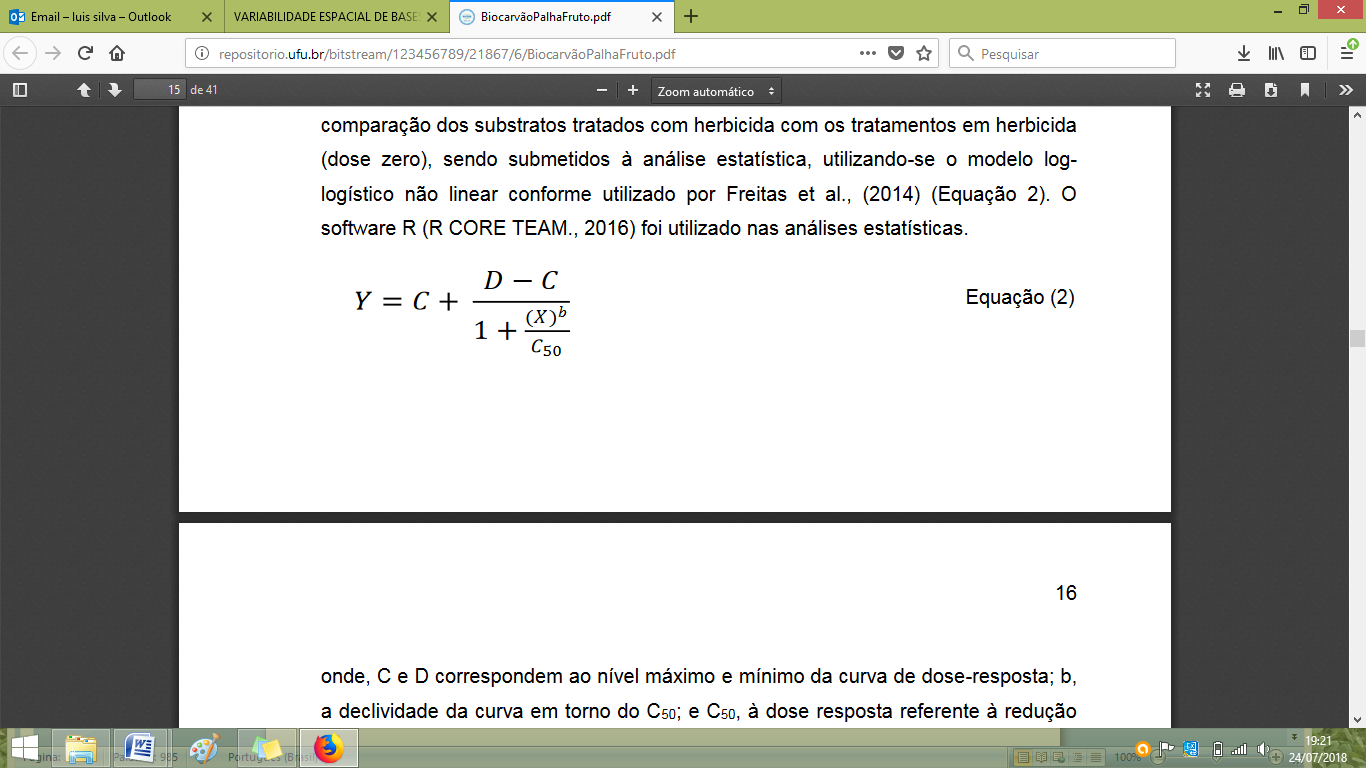 Email – luis silva – Outlook
VARIABILIDADE ESPACIAL DE BASE
BiocarvãoPalhaFruto.pdf
repositorio.ufu.br/bitstream/123456789/21867/6/BiocarvãoPalhaFruto.pdf
Pesquisar
15 de 41
Zoom automático
comparação dos substratos tratados com herbicida com os tratamentos em herbicida
(dose zero), sendo submetidos à análise estatística, utilizando-se o modelo log-
logístico não linear conforme utilizado por Freitas et al., (2014) (Equação 2). O
software R (R CORE TEAM., 2016) foi utilizado nas análises estatísticas.
Y = C + (D − C) / (1 + (X)^b / C₅₀)
Equação (2)
16
onde, C e D correspondem ao nível máximo e mínimo da curva de dose-resposta; b,
a declividade da curva em torno do C50; e C50, à dose resposta referente à redução
Página: 985
Português (Brasil)
100%
19:21
24/07/2018